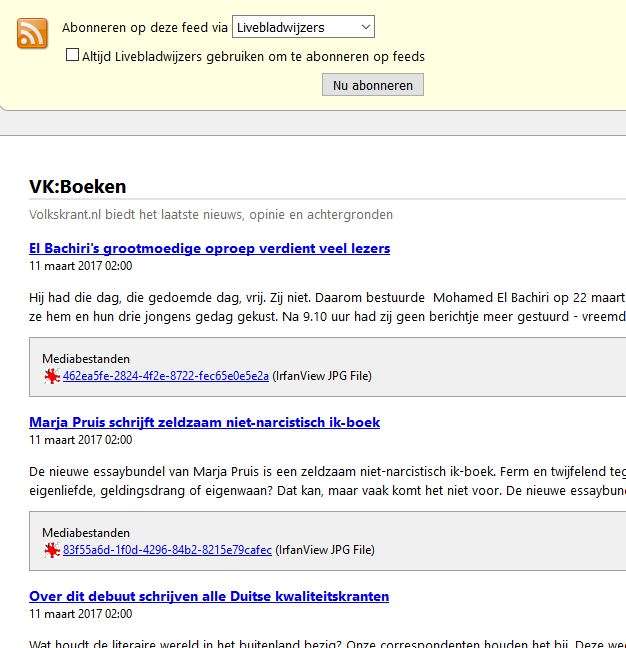 Abonneren op deze feed via Livebladwijzers
Altijd Livebladwijzers gebruiken om te abonneren op feeds
Nu abonneren
VK:Boeken
Volkskrant.nl biedt het laatste nieuws, opinie en achtergronden
El Bachiri's grootmoedige oproep verdient veel lezers
11 maart 2017 02:00
Hij had die dag, die gedoemde dag, vrij. Zij niet. Daarom bestuurde Mohamed El Bachiri op 22 maart
ze hem en hun drie jongens gedag gekust. Na 9.10 uur had zij geen berichtje meer gestuurd - vreemd
Mediabestanden
462ea5fe-2824-4f2e-8722-fec65e0e5e2a (IrfanView JPG File)
Marja Pruis schrijft zeldzaam niet-narcistisch ik-boek
11 maart 2017 02:00
De nieuwe essaybundel van Marja Pruis is een zeldzaam niet-narcistisch ik-boek. Ferm en twijfelend
eigenliefde, geldingsdrang of eigenwaan? Dat kan, maar vaak komt het niet voor. De nieuwe
Mediabestanden
83f55a6d-1f0d-4296-84b2-8215e79cafec (IrfanView JPG File)
Over dit debuut schrijven alle Duitse kwaliteitskranten
11 maart 2017 02:00
Wat houdt de literaire wereld in het buitenland bezig? Onze correspondenten houden het bij. Deze